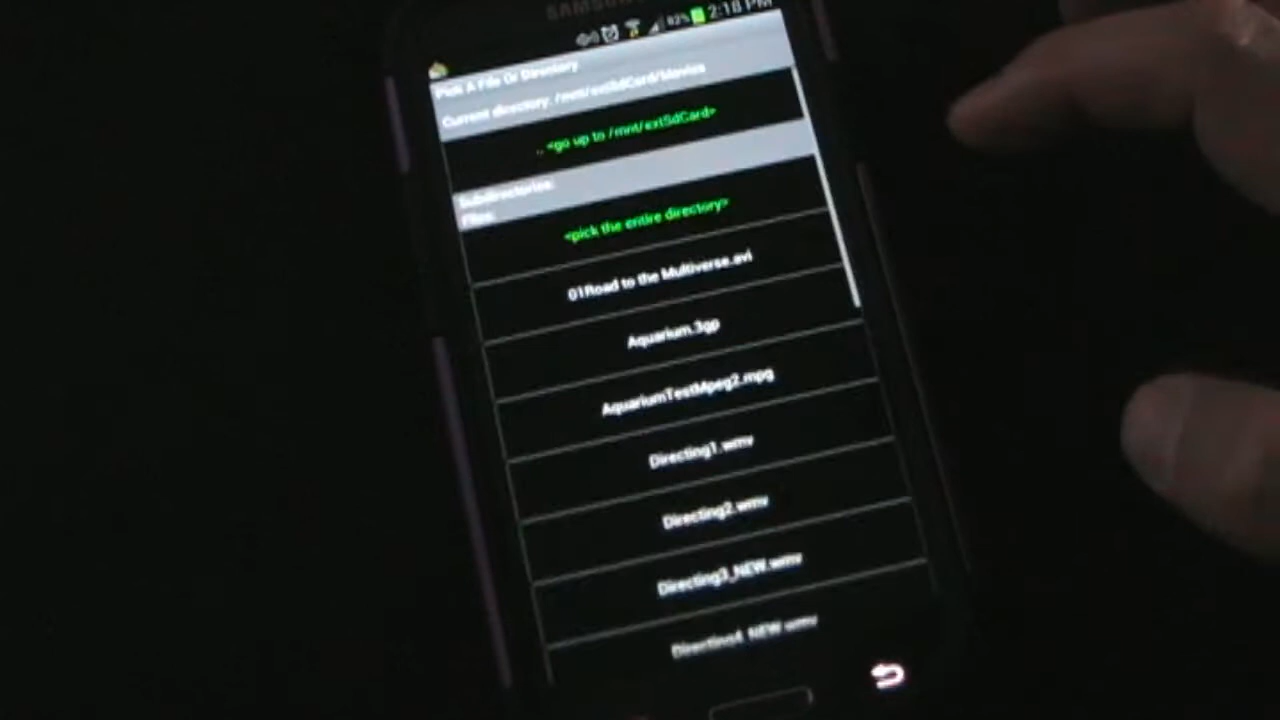 SAMSUNG
82% 2:18 PM
Pick A File Or Directory
Current directory: /mnt/extSdCard/Movies
.. <go up to /mnt/extSdCard>
Subdirectories:
Files:
<pick the entire directory>
01Road to the Multiverse.avi
Aquarium.3gp
AquariumTestMpeg2.mpg
Directing1.wmv
Directing2.wmv
Directing3_NEW.wmv
Directing4_NEW.wmv